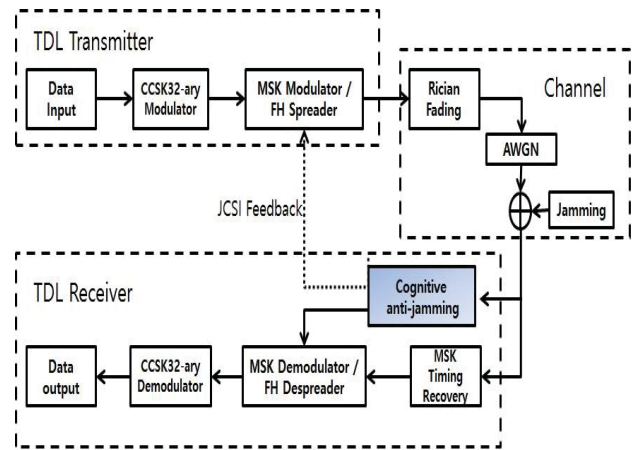 TDL Transmitter
Data
Input
CCSK32-ary
Modulator
MSK Modulator /
FH Spreader
Channel
Rician
Fading
AWGN
Jamming
JCSI Feedback
TDL Receiver
Cognitive
anti-jamming
Data
output
CCSK32-ary
Demodulator
MSK Demodulator /
FH Despreader
MSK
Timing
Recovery